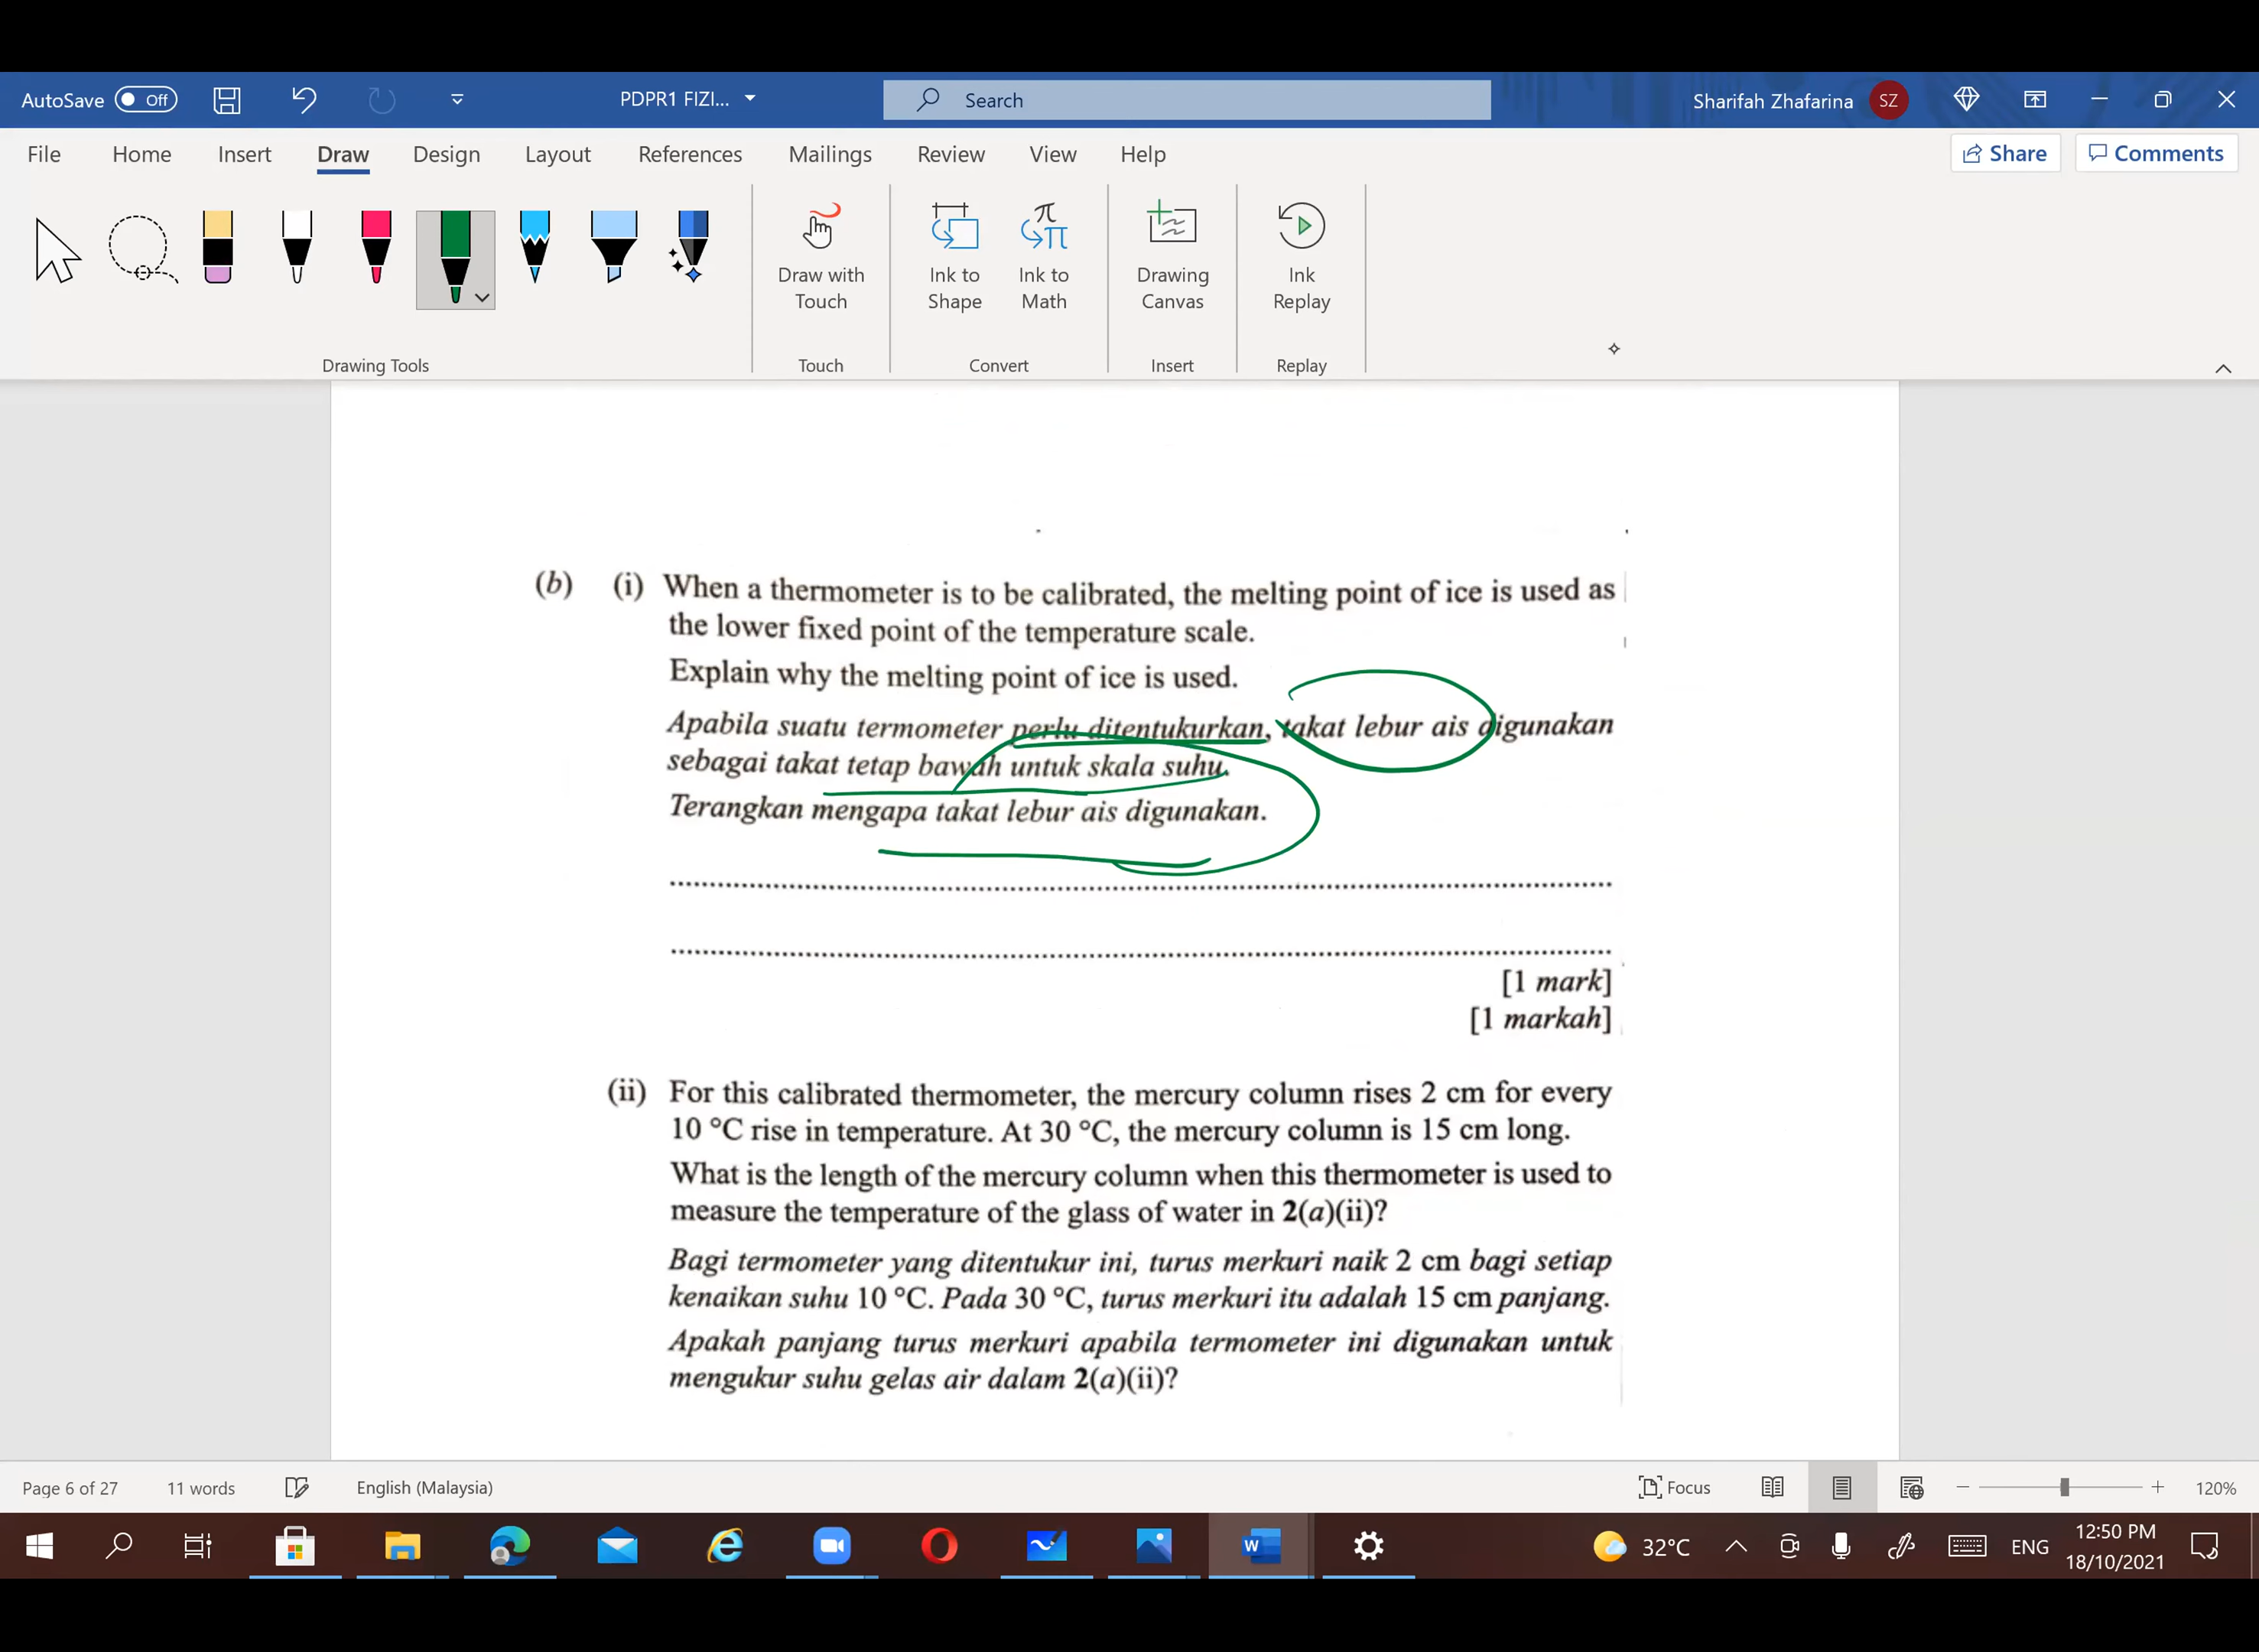 AutoSave Off PDPR1 FIZI... Search Sharifah Zhafarina SZ
File Home Insert Draw Design Layout References Mailings Review View Help Share Comments
Draw with Touch
Ink to Shape
Ink to Math
Drawing Canvas
Ink Replay
Drawing Tools Touch Convert Insert Replay
(b) (i) When a thermometer is to be calibrated, the melting point of ice is used as
the lower fixed point of the temperature scale.
Explain why the melting point of ice is used.
Apabila suatu termometer perlu ditentukurkan, takat lebur ais digunakan
sebagai takat tetap bawah untuk skala suhu.
Terangkan mengapa takat lebur ais digunakan.
[1 mark]
[1 markah]
(ii) For this calibrated thermometer, the mercury column rises 2 cm for every
10 °C rise in temperature. At 30 °C, the mercury column is 15 cm long.
What is the length of the mercury column when this thermometer is used to
measure the temperature of the glass of water in 2(a)(ii)?
Bagi termometer yang ditentukur ini, turus merkuri naik 2 cm bagi setiap
kenaikan suhu 10 °C. Pada 30 °C, turus merkuri itu adalah 15 cm panjang.
Apakah panjang turus merkuri apabila termometer ini digunakan untuk
mengukur suhu gelas air dalam 2(a)(ii)?
Page 6 of 27 11 words English (Malaysia) Focus 120%
32°C ENG 12:50 PM
18/10/2021